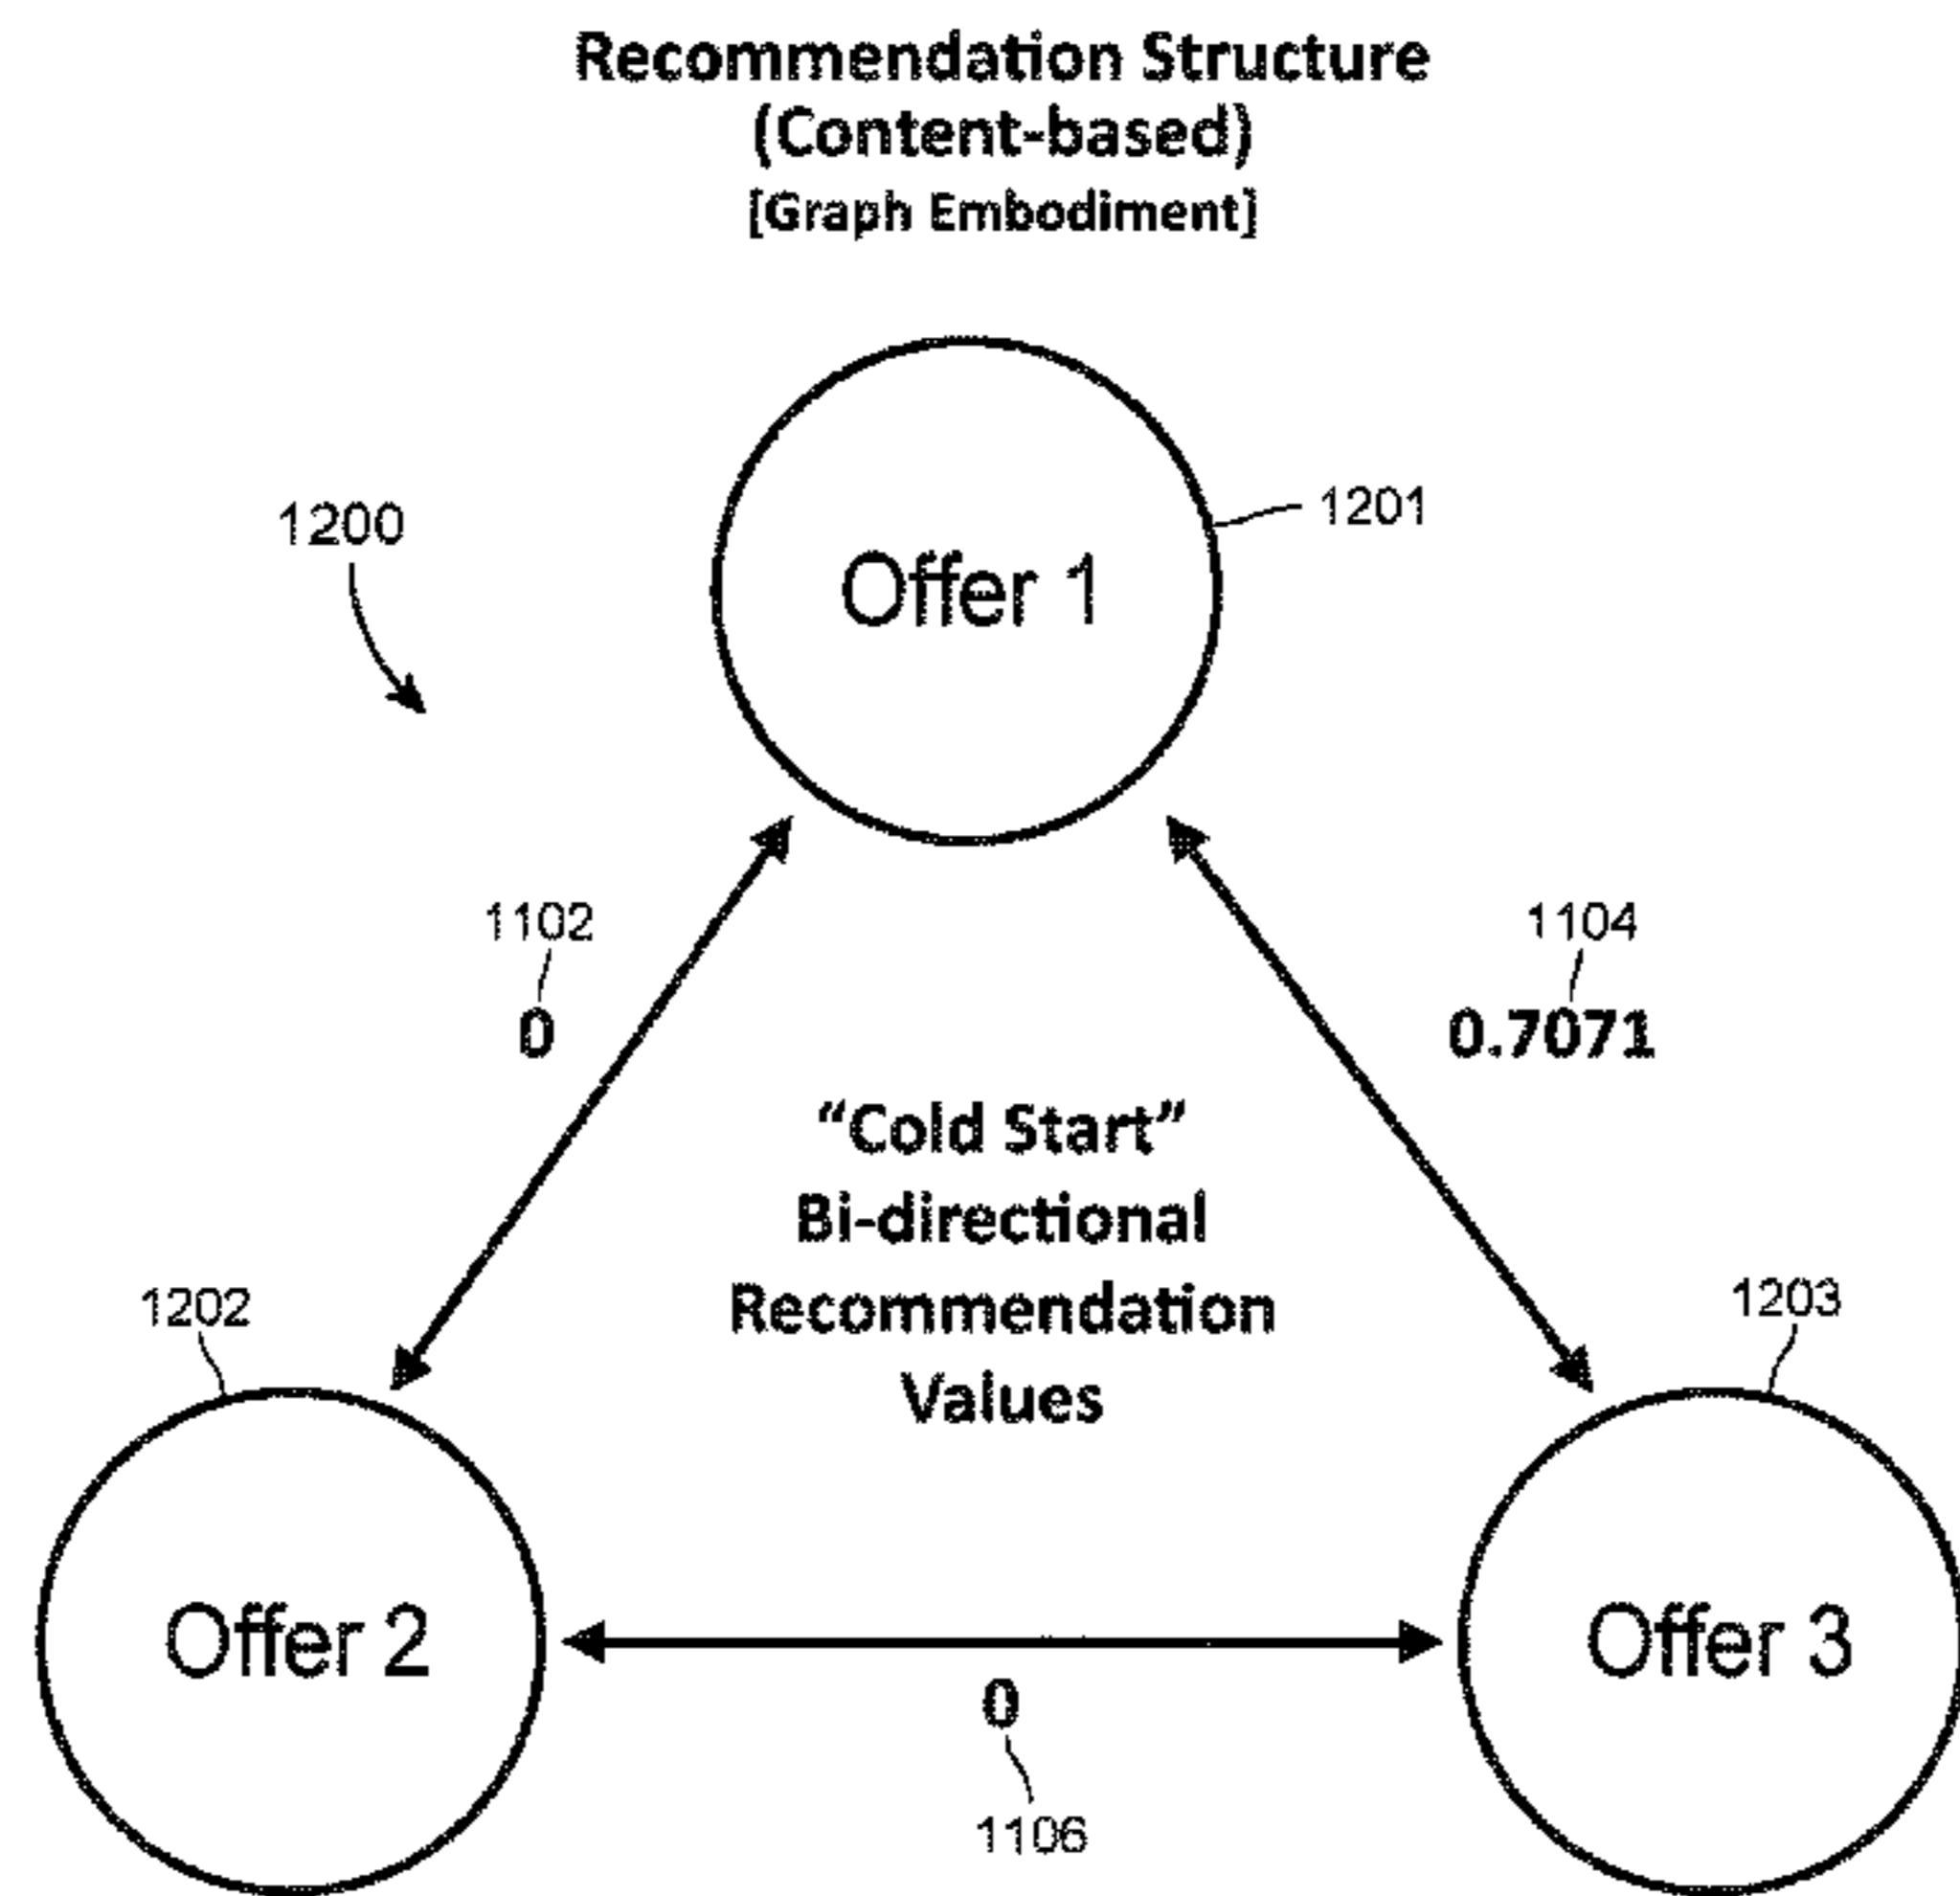 Recommendation Structure
(Content-based)
[Graph Embodiment]
1200
1201
Offer 1
1102
0
1104
0.7071
“Cold Start”
Bi-directional
Recommendation
Values
1202
1203
Offer 2
Offer 3
0
1106